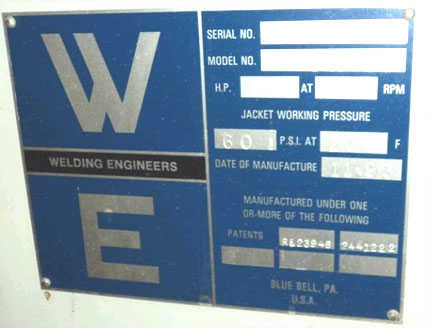 W
WELDING ENGINEERS
E
SERIAL NO.
MODEL NO.
H.P. AT RPM
JACKET WORKING PRESSURE
P.S.I. AT F
DATE OF MANUFACTURE
MANUFACTURED UNDER ONE
OR-MORE OF THE FOLLOWING
PATENTS 2441222
BLUE BELL, PA.
U.S.A.